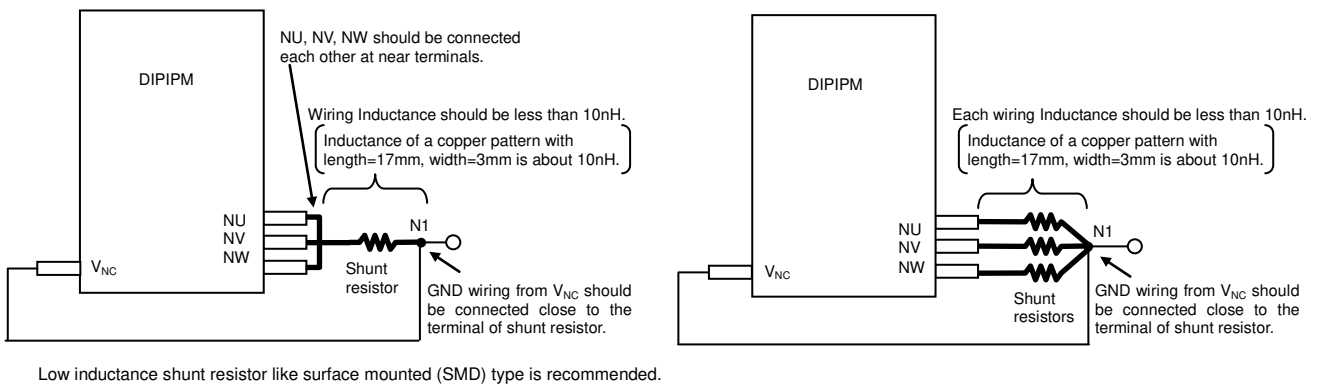 NU, NV, NW should be connected
each other at near terminals.
DIPIPM
Wiring Inductance should be less than 10nH.
Inductance of a copper pattern with
length=17mm, width=3mm is about 10nH.
NU
NV
NW
N1
VNC
Shunt
resistor
GND wiring from VNC should
be connected close to the
terminal of shunt resistor.
DIPIPM
Each wiring Inductance should be less than 10nH.
Inductance of a copper pattern with
length=17mm, width=3mm is about 10nH.
NU
NV
NW
N1
VNC
Shunt
resistors
GND wiring from VNC should
be connected close to the
terminal of shunt resistor.
Low inductance shunt resistor like surface mounted (SMD) type is recommended.